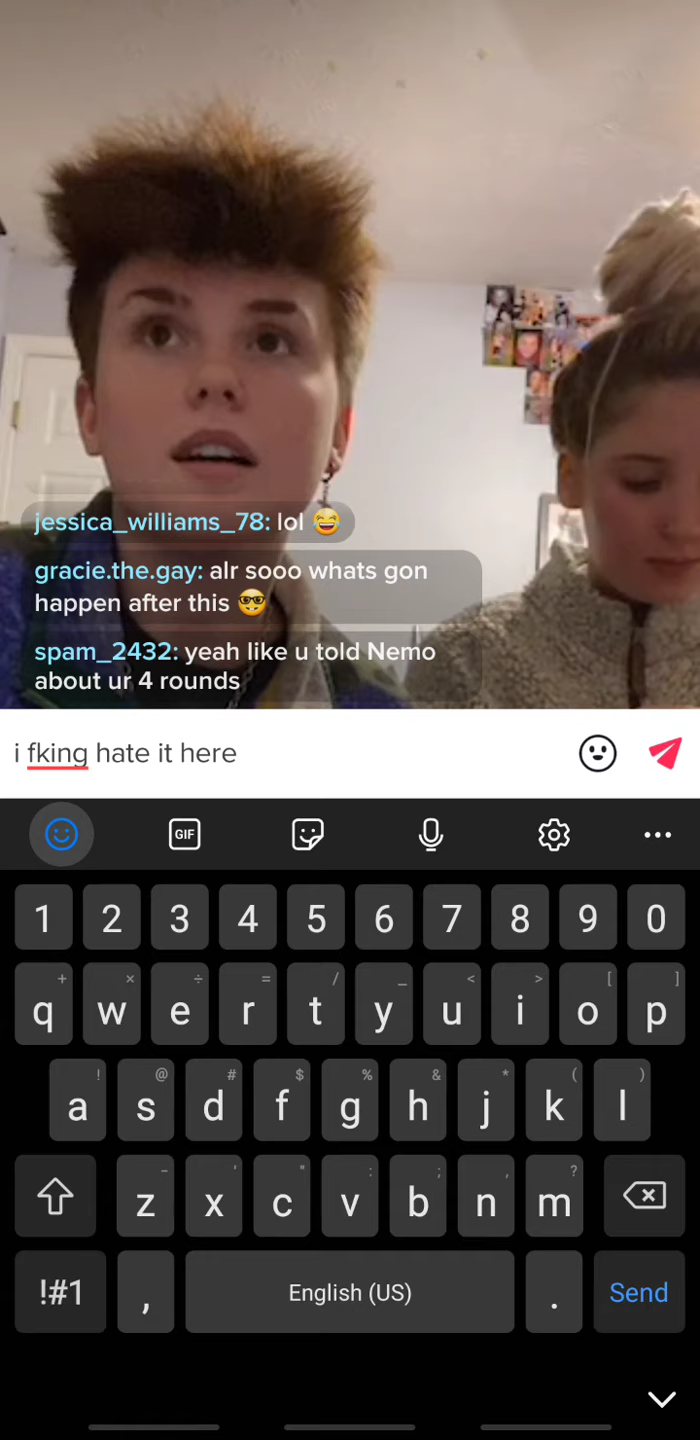 jessica_williams_78: lol 😂
gracie.the.gay: alr sooo whats gon
happen after this 🤓
spam_2432: yeah like u told Nemo
about ur 4 rounds
i fking hate it here
GIF
1 2 3 4 5 6 7 8 9 0
+ × ÷ = / _ < > [ ]
q w e r t y u i o p
! @ # $ % & * ( )
a s d f g h j k l
- ' " : ; , ?
z x c v b n m
!#1 , English (US) . Send